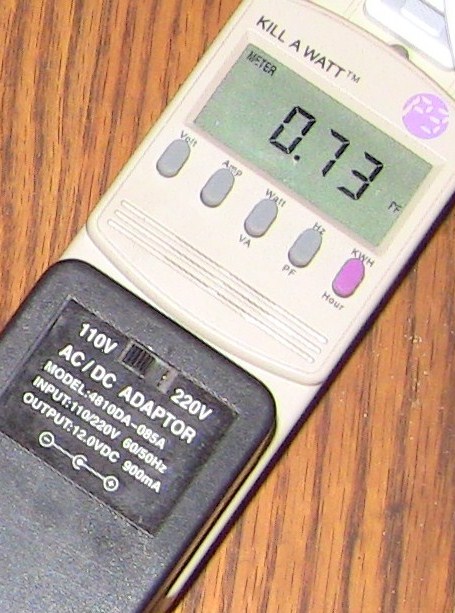 KILL A WATT™
METER
0.73
PF
Volt
Amp
Watt
VA
Hz
PF
KWH
Hour
110V
220V
AC/DC ADAPTOR
MODEL:4810DA-085A
INPUT:110/220V 60/50Hz
OUTPUT:12.0VDC 900mA